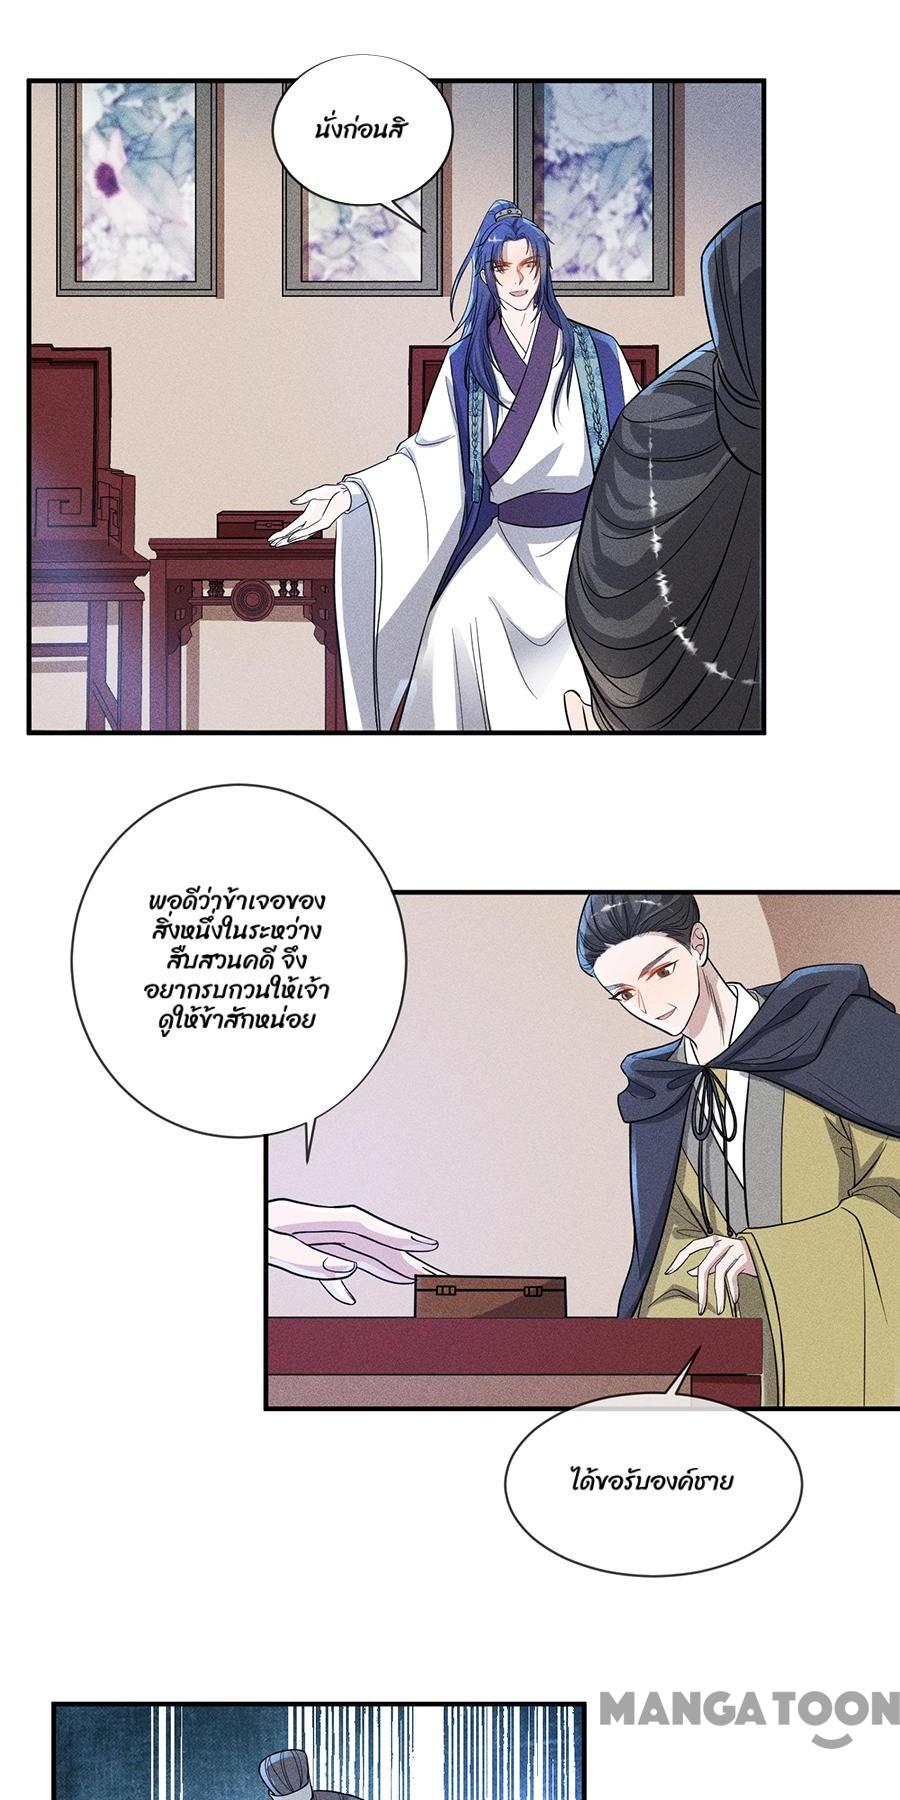 นั่งก่อนสิ
พอดีว่าข้าเจอของ
สิ่งหนึ่งในระหว่าง
สืบสวนคดี จึง
อยากรบกวนให้เจ้า
ดูให้ข้าสักหน่อย
ได้ขอรับองค์ชาย
MANGATOON